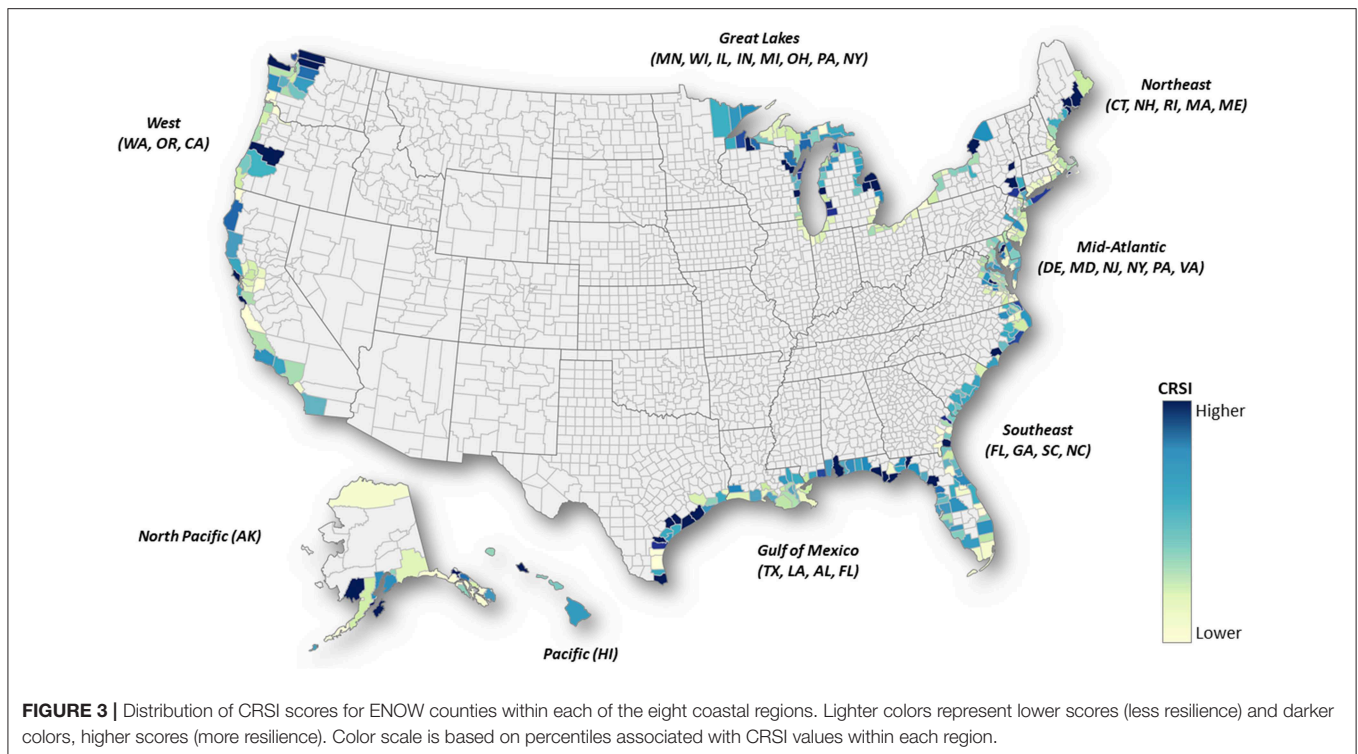 Great Lakes
(MN, WI, IL, IN, MI, OH, PA, NY)
Northeast
(CT, NH, RI, MA, ME)
West
(WA, OR, CA)
Mid-Atlantic
(DE, MD, NJ, NY, PA, VA)
CRSI
Higher
Southeast
(FL, GA, SC, NC)
North Pacific (AK)
Gulf of Mexico
(TX, LA, AL, FL)
Lower
Pacific (HI)
FIGURE 3 | Distribution of CRSI scores for ENOW counties within each of the eight coastal regions. Lighter colors represent lower scores (less resilience) and darker
colors, higher scores (more resilience). Color scale is based on percentiles associated with CRSI values within each region.